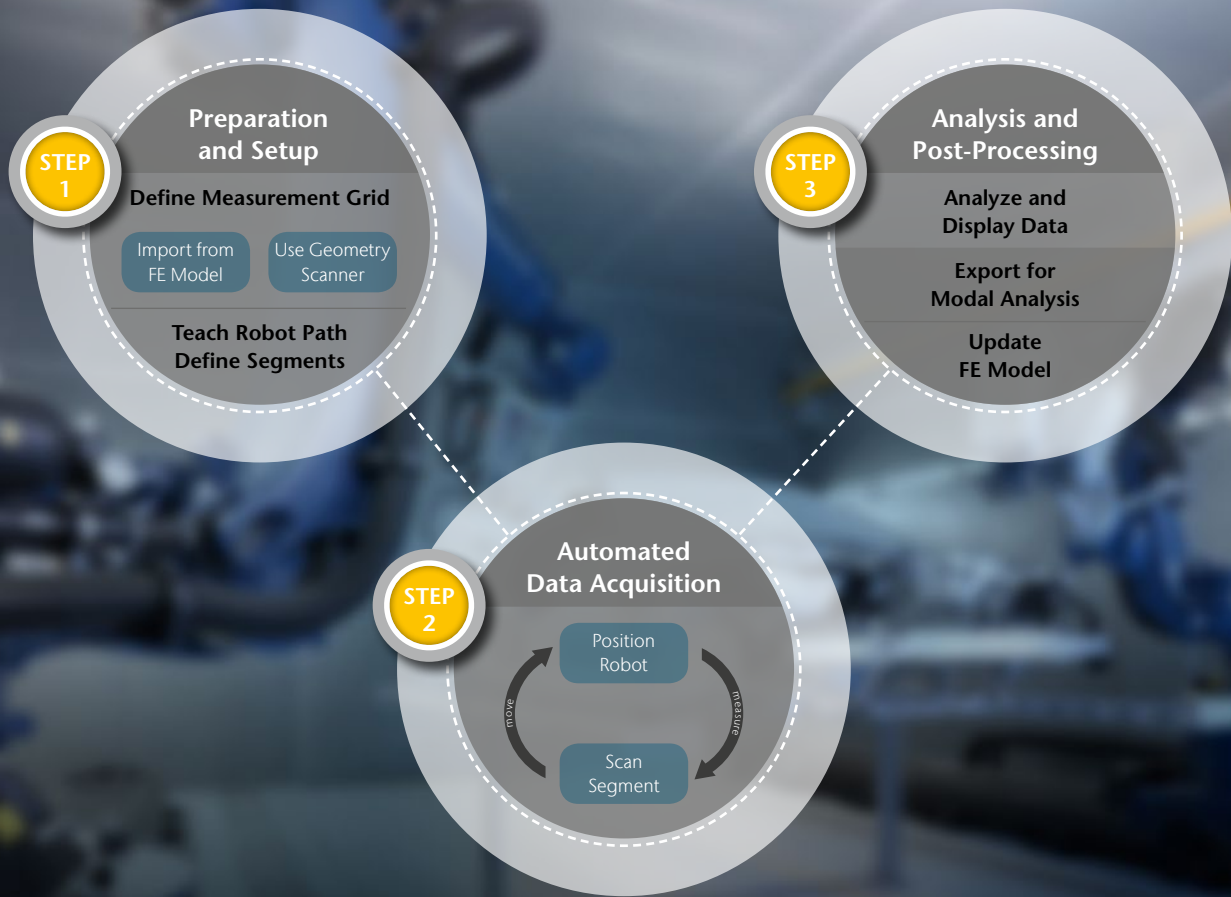 STEP
1
Preparation
and Setup
Define Measurement Grid
Import from
FE Model
Use Geometry
Scanner
Teach Robot Path
Define Segments
STEP
2
Automated
Data Acquisition
Position
Robot
move
measure
Scan
Segment
STEP
3
Analysis and
Post-Processing
Analyze and
Display Data
Export for
Modal Analysis
Update
FE Model